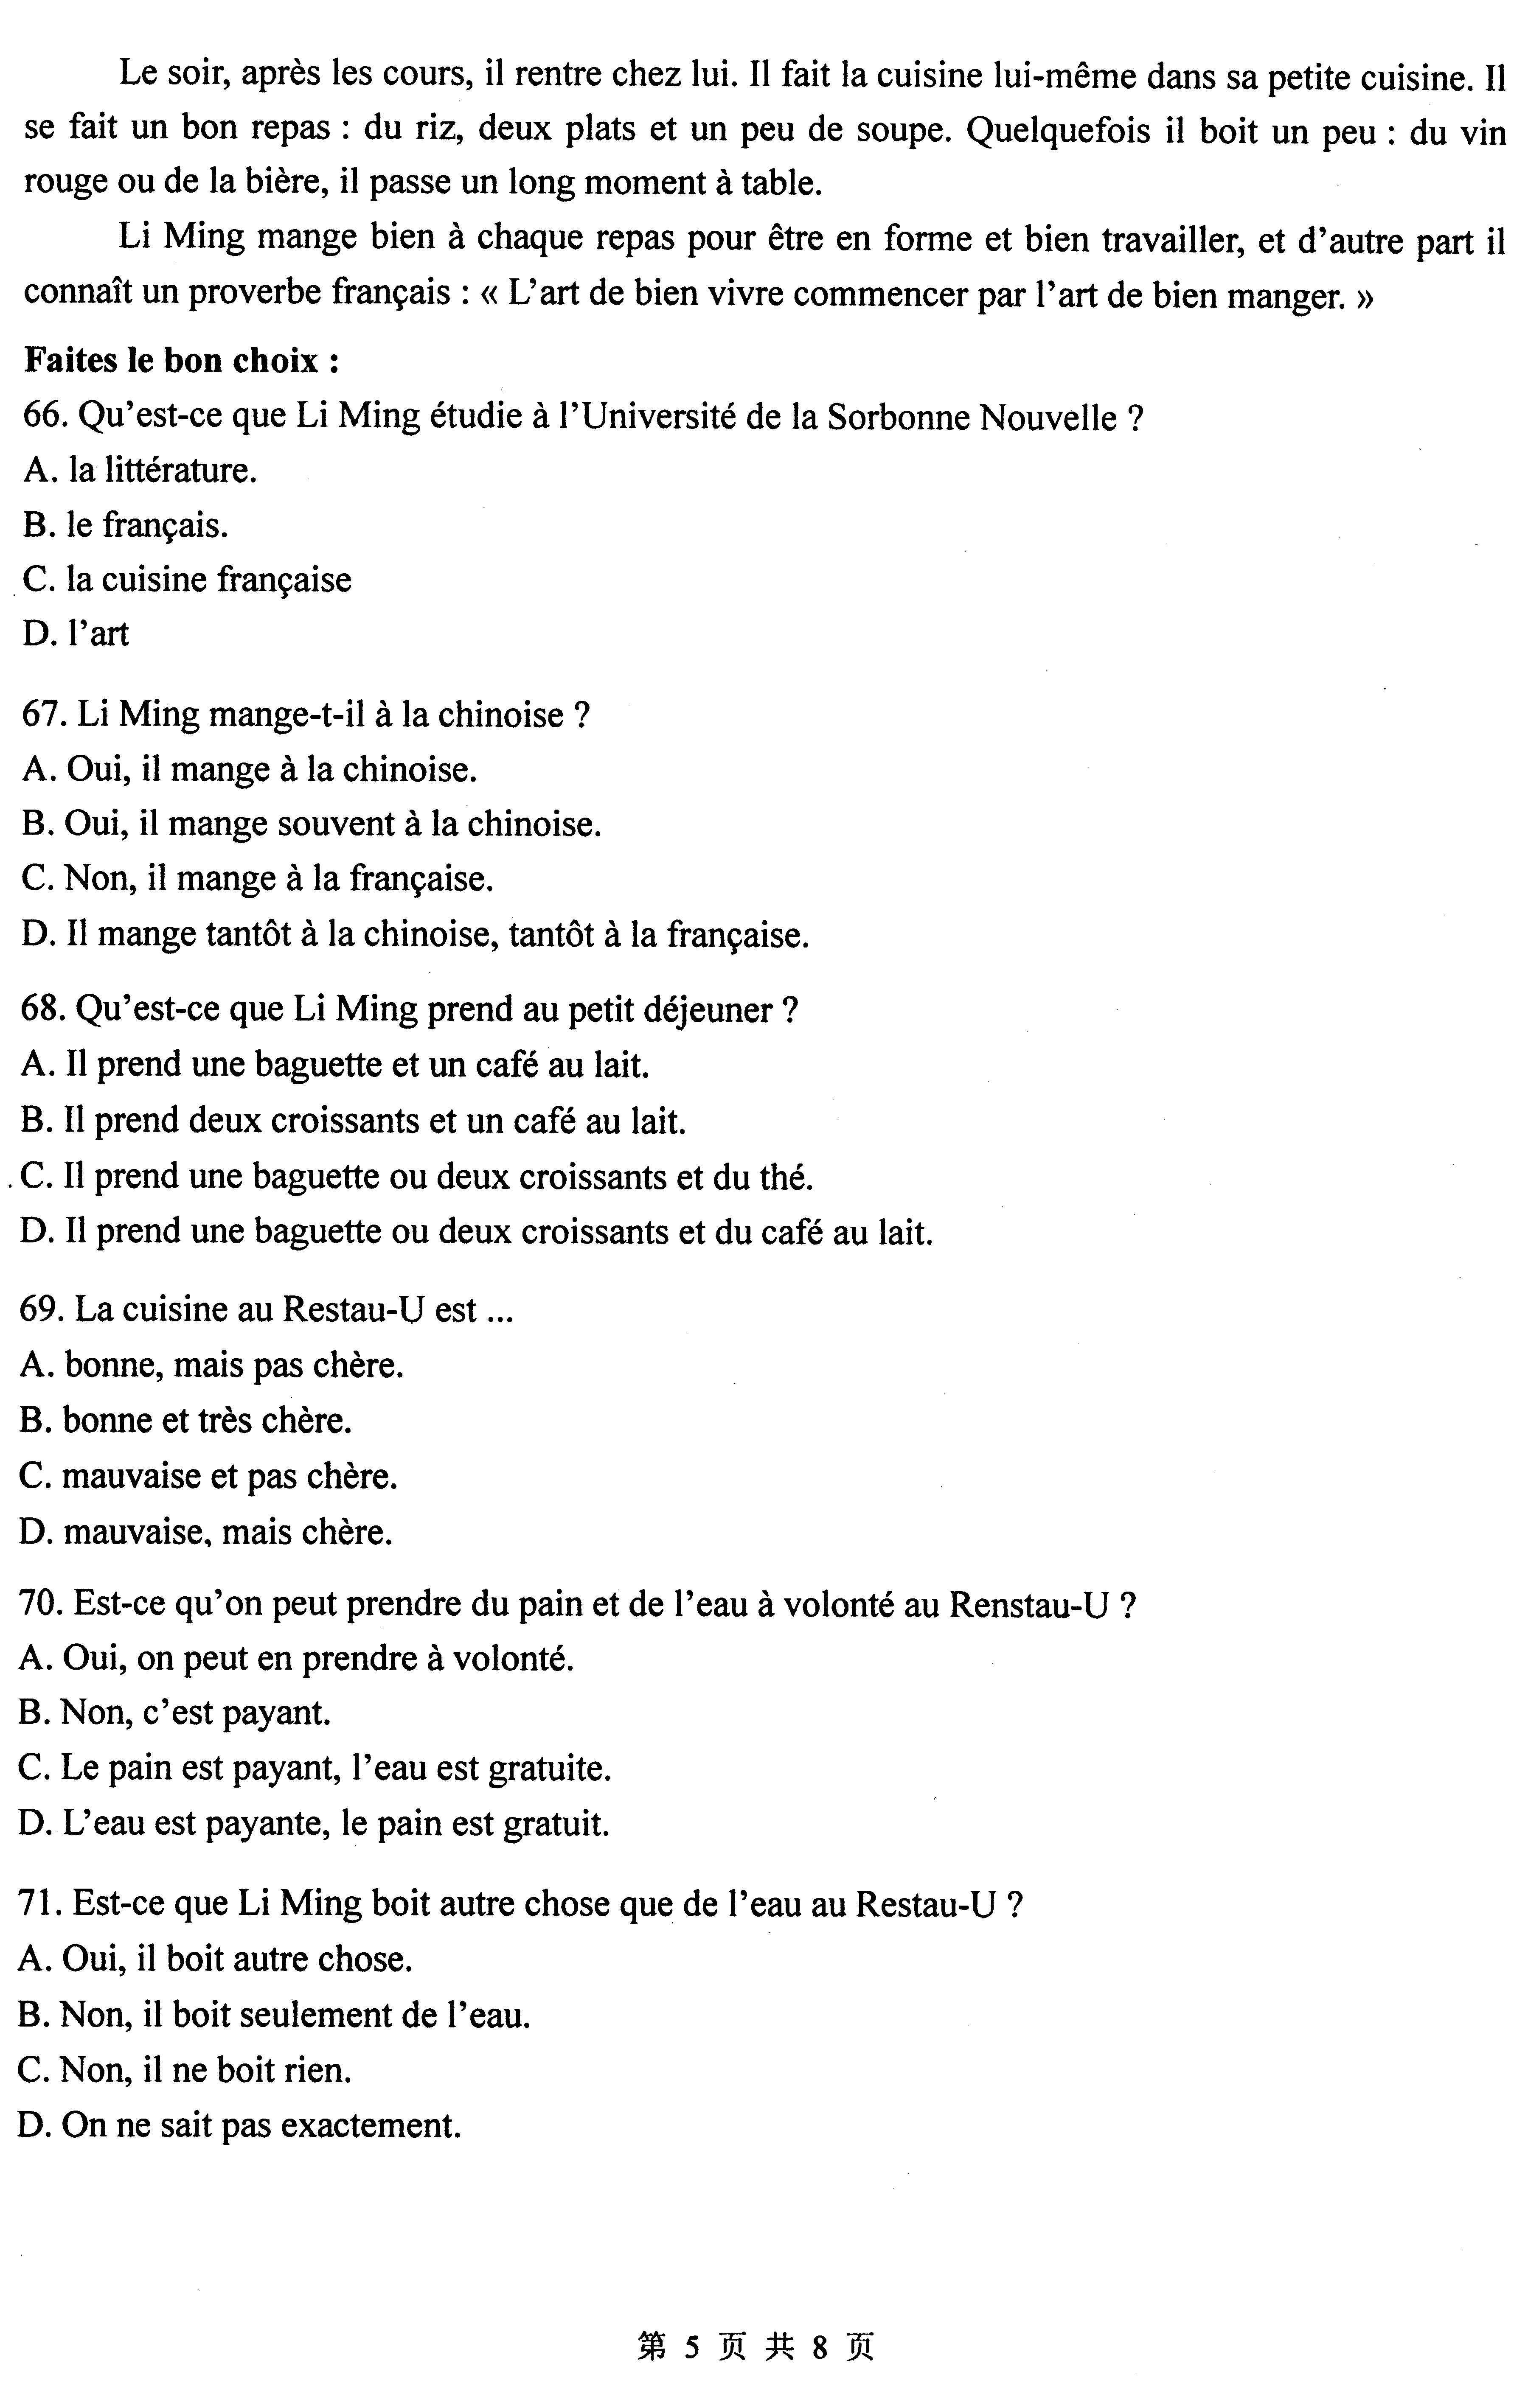 Le soir, après les cours, il rentre chez lui. Il fait la cuisine lui-même dans sa petite cuisine. Il
se fait un bon repas : du riz, deux plats et un peu de soupe. Quelquefois il boit un peu : du vin
rouge ou de la bière, il passe un long moment à table.
Li Ming mange bien à chaque repas pour être en forme et bien travailler, et d’autre part il
connaît un proverbe français : « L’art de bien vivre commencer par l’art de bien manger. »
Faites le bon choix :
66. Qu’est-ce que Li Ming étudie à l’Université de la Sorbonne Nouvelle ?
A. la littérature.
B. le français.
C. la cuisine française
D. l’art
67. Li Ming mange-t-il à la chinoise ?
A. Oui, il mange à la chinoise.
B. Oui, il mange souvent à la chinoise.
C. Non, il mange à la française.
D. Il mange tantôt à la chinoise, tantôt à la française.
68. Qu’est-ce que Li Ming prend au petit déjeuner ?
A. Il prend une baguette et un café au lait.
B. Il prend deux croissants et un café au lait.
C. Il prend une baguette ou deux croissants et du thé.
D. Il prend une baguette ou deux croissants et du café au lait.
69. La cuisine au Restau-U est ...
A. bonne, mais pas chère.
B. bonne et très chère.
C. mauvaise et pas chère.
D. mauvaise, mais chère.
70. Est-ce qu’on peut prendre du pain et de l’eau à volonté au Renstau-U ?
A. Oui, on peut en prendre à volonté.
B. Non, c’est payant.
C. Le pain est payant, l’eau est gratuite.
D. L’eau est payante, le pain est gratuit.
71. Est-ce que Li Ming boit autre chose que de l’eau au Restau-U ?
A. Oui, il boit autre chose.
B. Non, il boit seulement de l’eau.
C. Non, il ne boit rien.
D. On ne sait pas exactement.
第 5 页 共 8 页